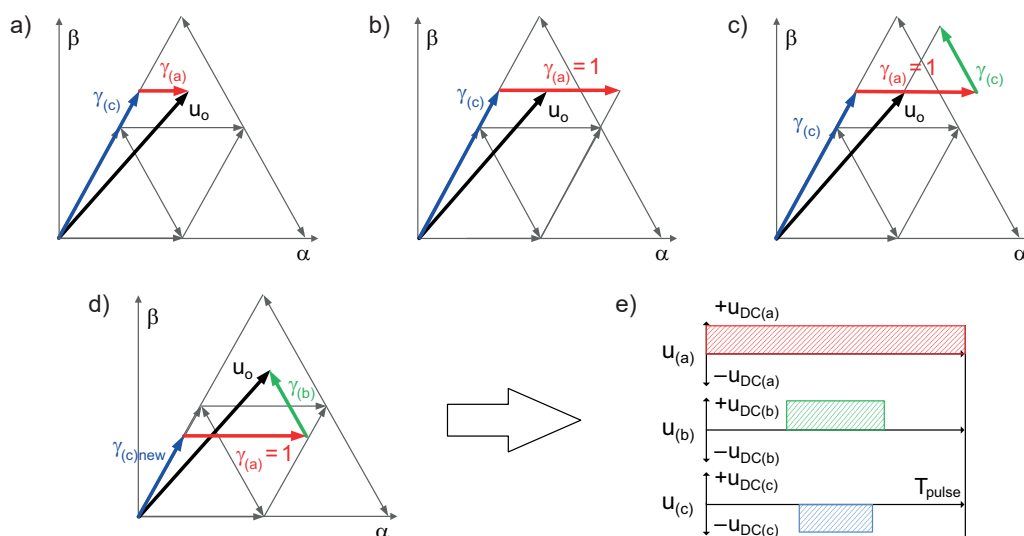 a)
β
γ(a)
γ(c)
uo
α
b)
β
γ(a) = 1
γ(c)
uo
α
c)
β
γ(a) = 1
γ(c)
γ(c)
uo
α
d)
β
uo
γ(b)
γ(c)new
γ(a) = 1
α
e)
+uDC(a)
u(a)
−uDC(a)
+uDC(b)
u(b)
−uDC(b)
+uDC(c)
Tpulse
u(c)
−uDC(c)